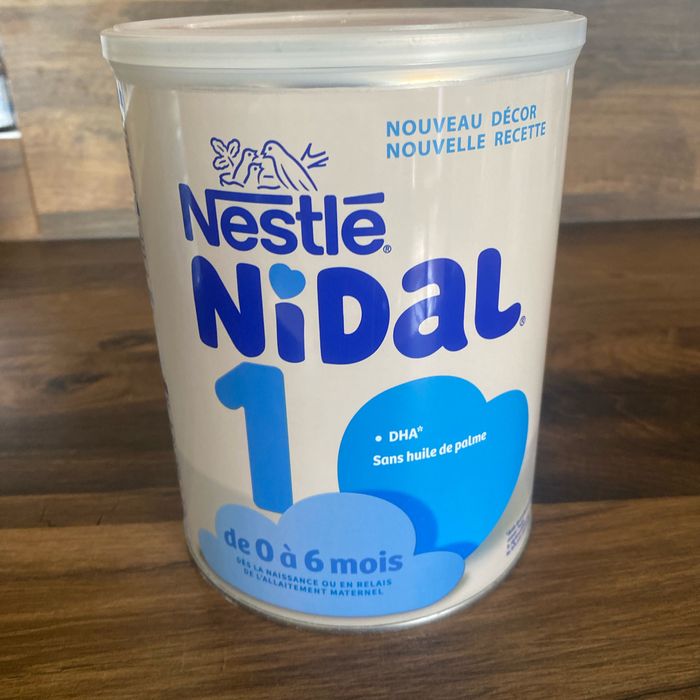 NOUVEAU DÉCOR
NOUVELLE RECETTE
Nestlé®
NiDAL®
1
• DHA*
Sans huile de palme
de 0 à 6 mois
DÈS LA NAISSANCE OU EN RELAIS
DE L'ALLAITEMENT MATERNEL